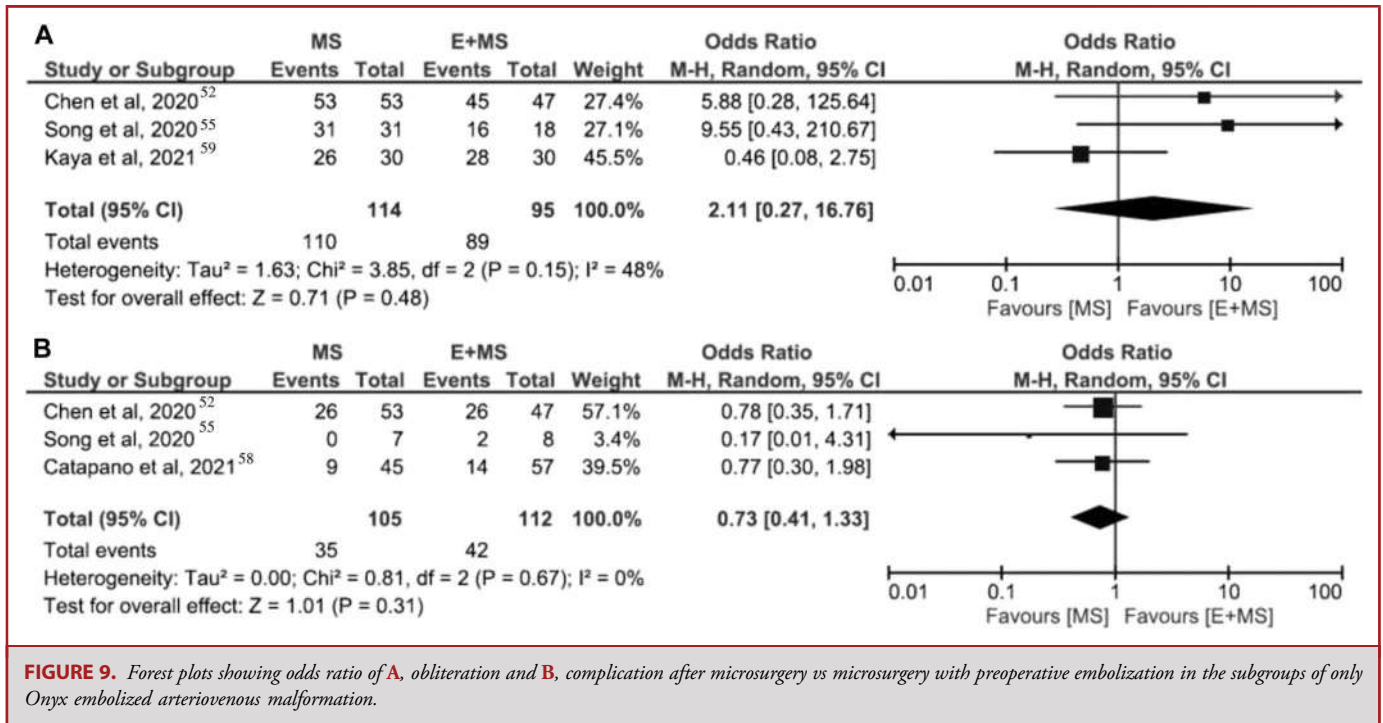 A
MS E+MS Odds Ratio Odds Ratio
Study or Subgroup Events Total Events Total Weight M-H, Random, 95% CI M-H, Random, 95% CI
Chen et al, 2020 52 53 53 45 47 27.4% 5.88 [0.28, 125.64]
Song et al, 2020 55 31 31 16 18 27.1% 9.55 [0.43, 210.67]
Kaya et al, 2021 59 26 30 28 30 45.5% 0.46 [0.08, 2.75]
Total (95% CI) 114 95 100.0% 2.11 [0.27, 16.76]
Total events 110 89
Heterogeneity: Tau² = 1.63; Chi² = 3.85, df = 2 (P = 0.15); I² = 48%
Test for overall effect: Z = 0.71 (P = 0.48)
0.01 0.1 1 10 100
Favours [MS] Favours [E+MS]
B
MS E+MS Odds Ratio Odds Ratio
Study or Subgroup Events Total Events Total Weight M-H, Random, 95% CI M-H, Random, 95% CI
Chen et al, 2020 52 26 53 26 47 57.1% 0.78 [0.35, 1.71]
Song et al, 2020 55 0 7 2 8 3.4% 0.17 [0.01, 4.31]
Catapano et al, 2021 58 9 45 14 57 39.5% 0.77 [0.30, 1.98]
Total (95% CI) 105 112 100.0% 0.73 [0.41, 1.33]
Total events 35 42
Heterogeneity: Tau² = 0.00; Chi² = 0.81, df = 2 (P = 0.67); I² = 0%
Test for overall effect: Z = 1.01 (P = 0.31)
0.01 0.1 1 10 100
Favours [MS] Favours [E+MS]
FIGURE 9. Forest plots showing odds ratio of A, obliteration and B, complication after microsurgery vs microsurgery with preoperative embolization in the subgroups of only
Onyx embolized arteriovenous malformation.